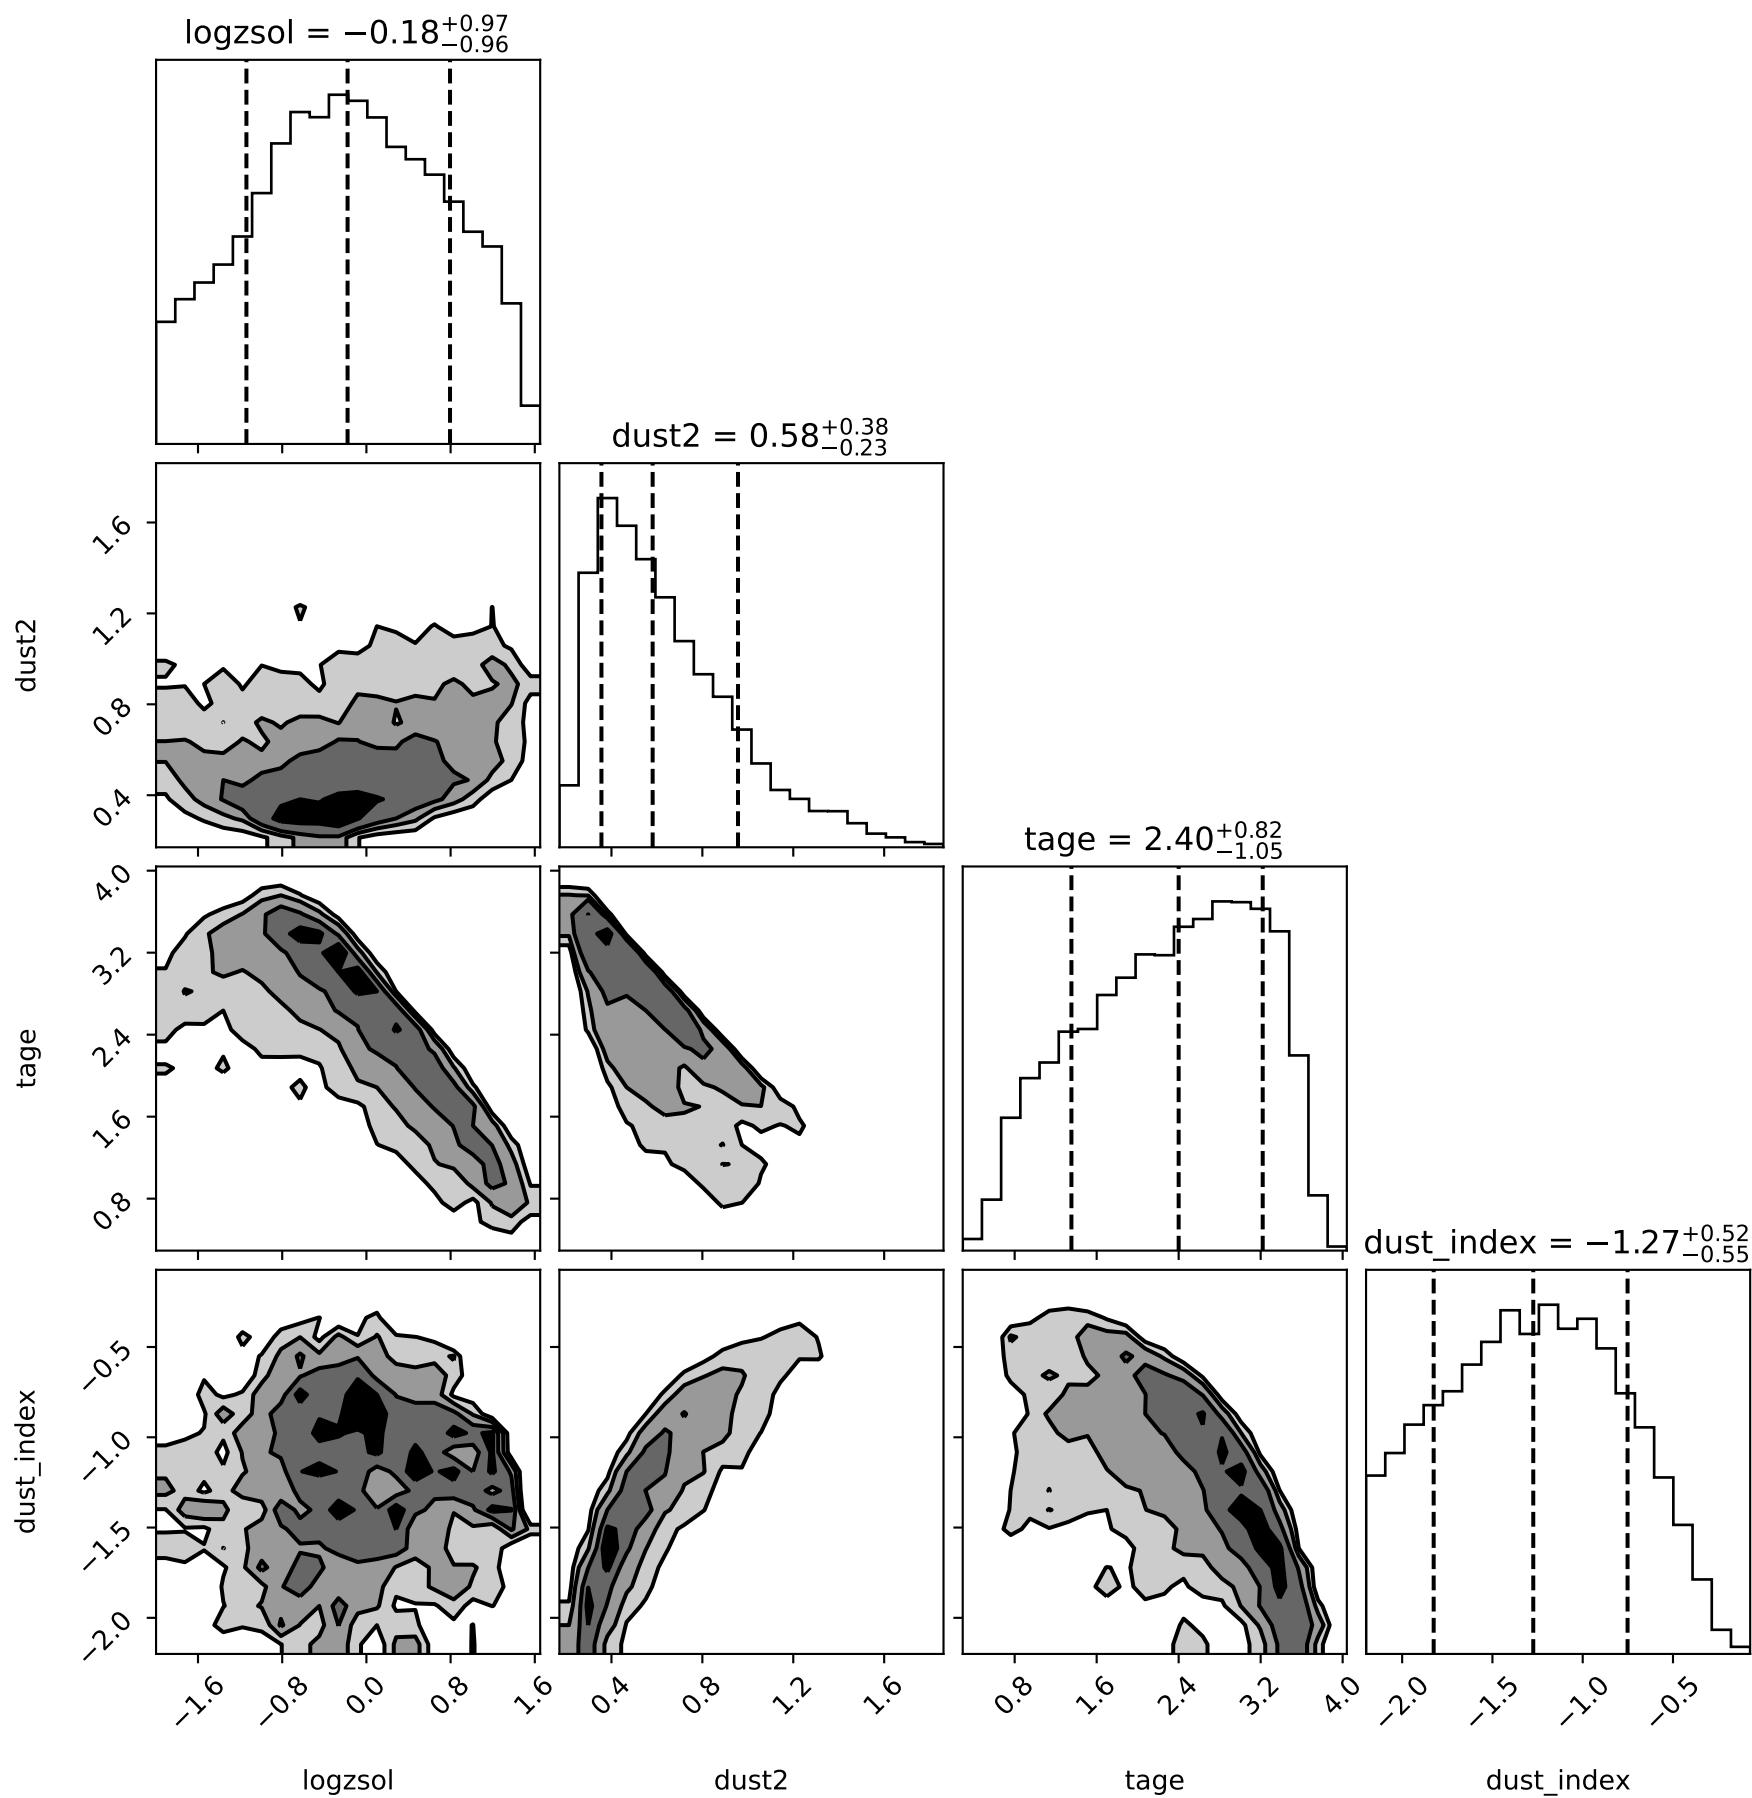 logzsol = −0.18+0.97−0.96
dust2 = 0.58+0.38−0.23
1.6
1.2
0.8
0.4
dust2
tage = 2.40+0.82−1.05
4.0
3.2
2.4
1.6
0.8
tage
dust_index = −1.27+0.52−0.55
−0.5
−1.0
−1.5
−2.0
dust_index
−1.6 −0.8 0.0 0.8 1.6 0.4 0.8 1.2 1.6 0.8 1.6 2.4 3.2 4.0 −2.0 −1.5 −1.0 −0.5
logzsol dust2 tage dust_index